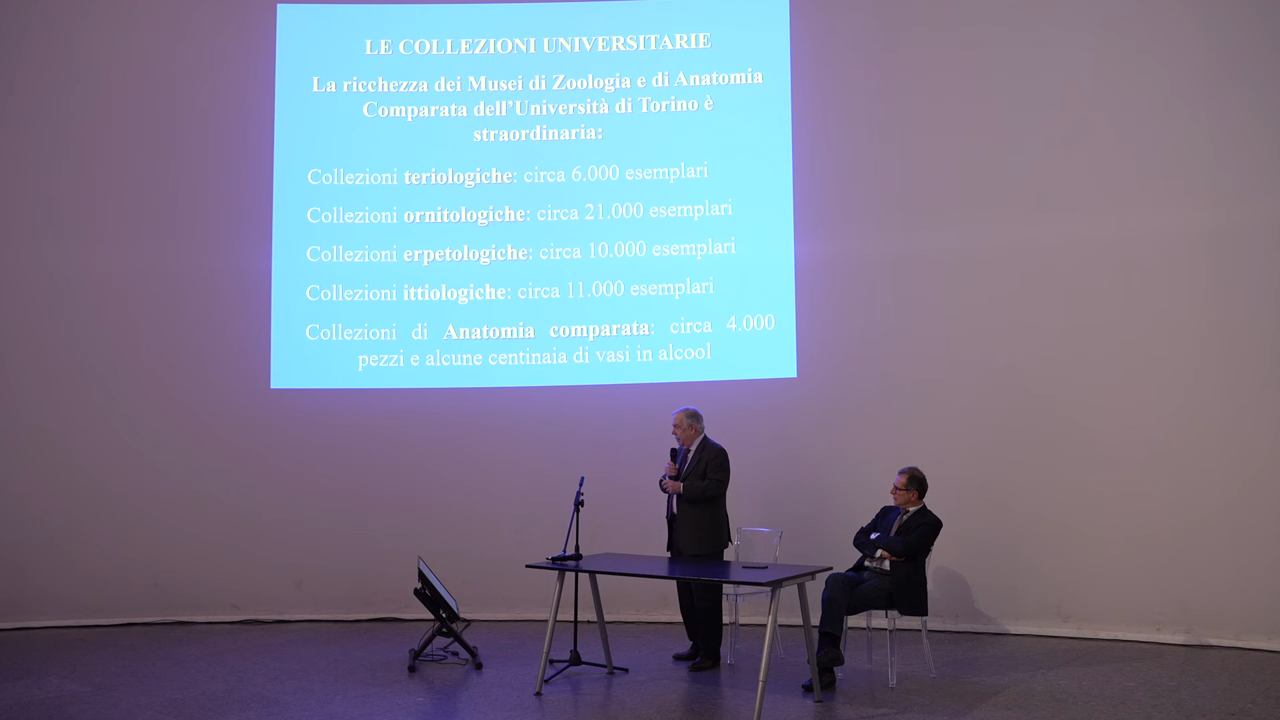 LE COLLEZIONI UNIVERSITARIE
La ricchezza dei Musei di Zoologia e di Anatomia
Comparata dell'Università di Torino è
straordinaria:
Collezioni teriologiche: circa 6.000 esemplari
Collezioni ornitologiche: circa 21.000 esemplari
Collezioni erpetologiche: circa 10.000 esemplari
Collezioni ittiologiche: circa 11.000 esemplari
Collezioni di Anatomia comparata: circa 4.000
pezzi e alcune centinaia di vasi in alcool